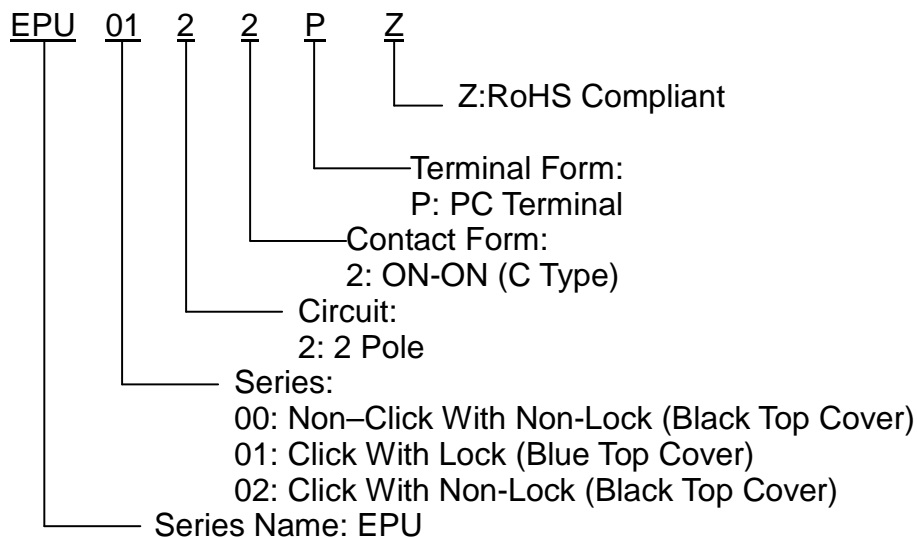 EPU 01 2 2 P Z
Z:RoHS Compliant
Terminal Form:
P: PC Terminal
Contact Form:
2: ON-ON (C Type)
Circuit:
2: 2 Pole
Series:
00: Non–Click With Non-Lock (Black Top Cover)
01: Click With Lock (Blue Top Cover)
02: Click With Non-Lock (Black Top Cover)
Series Name: EPU